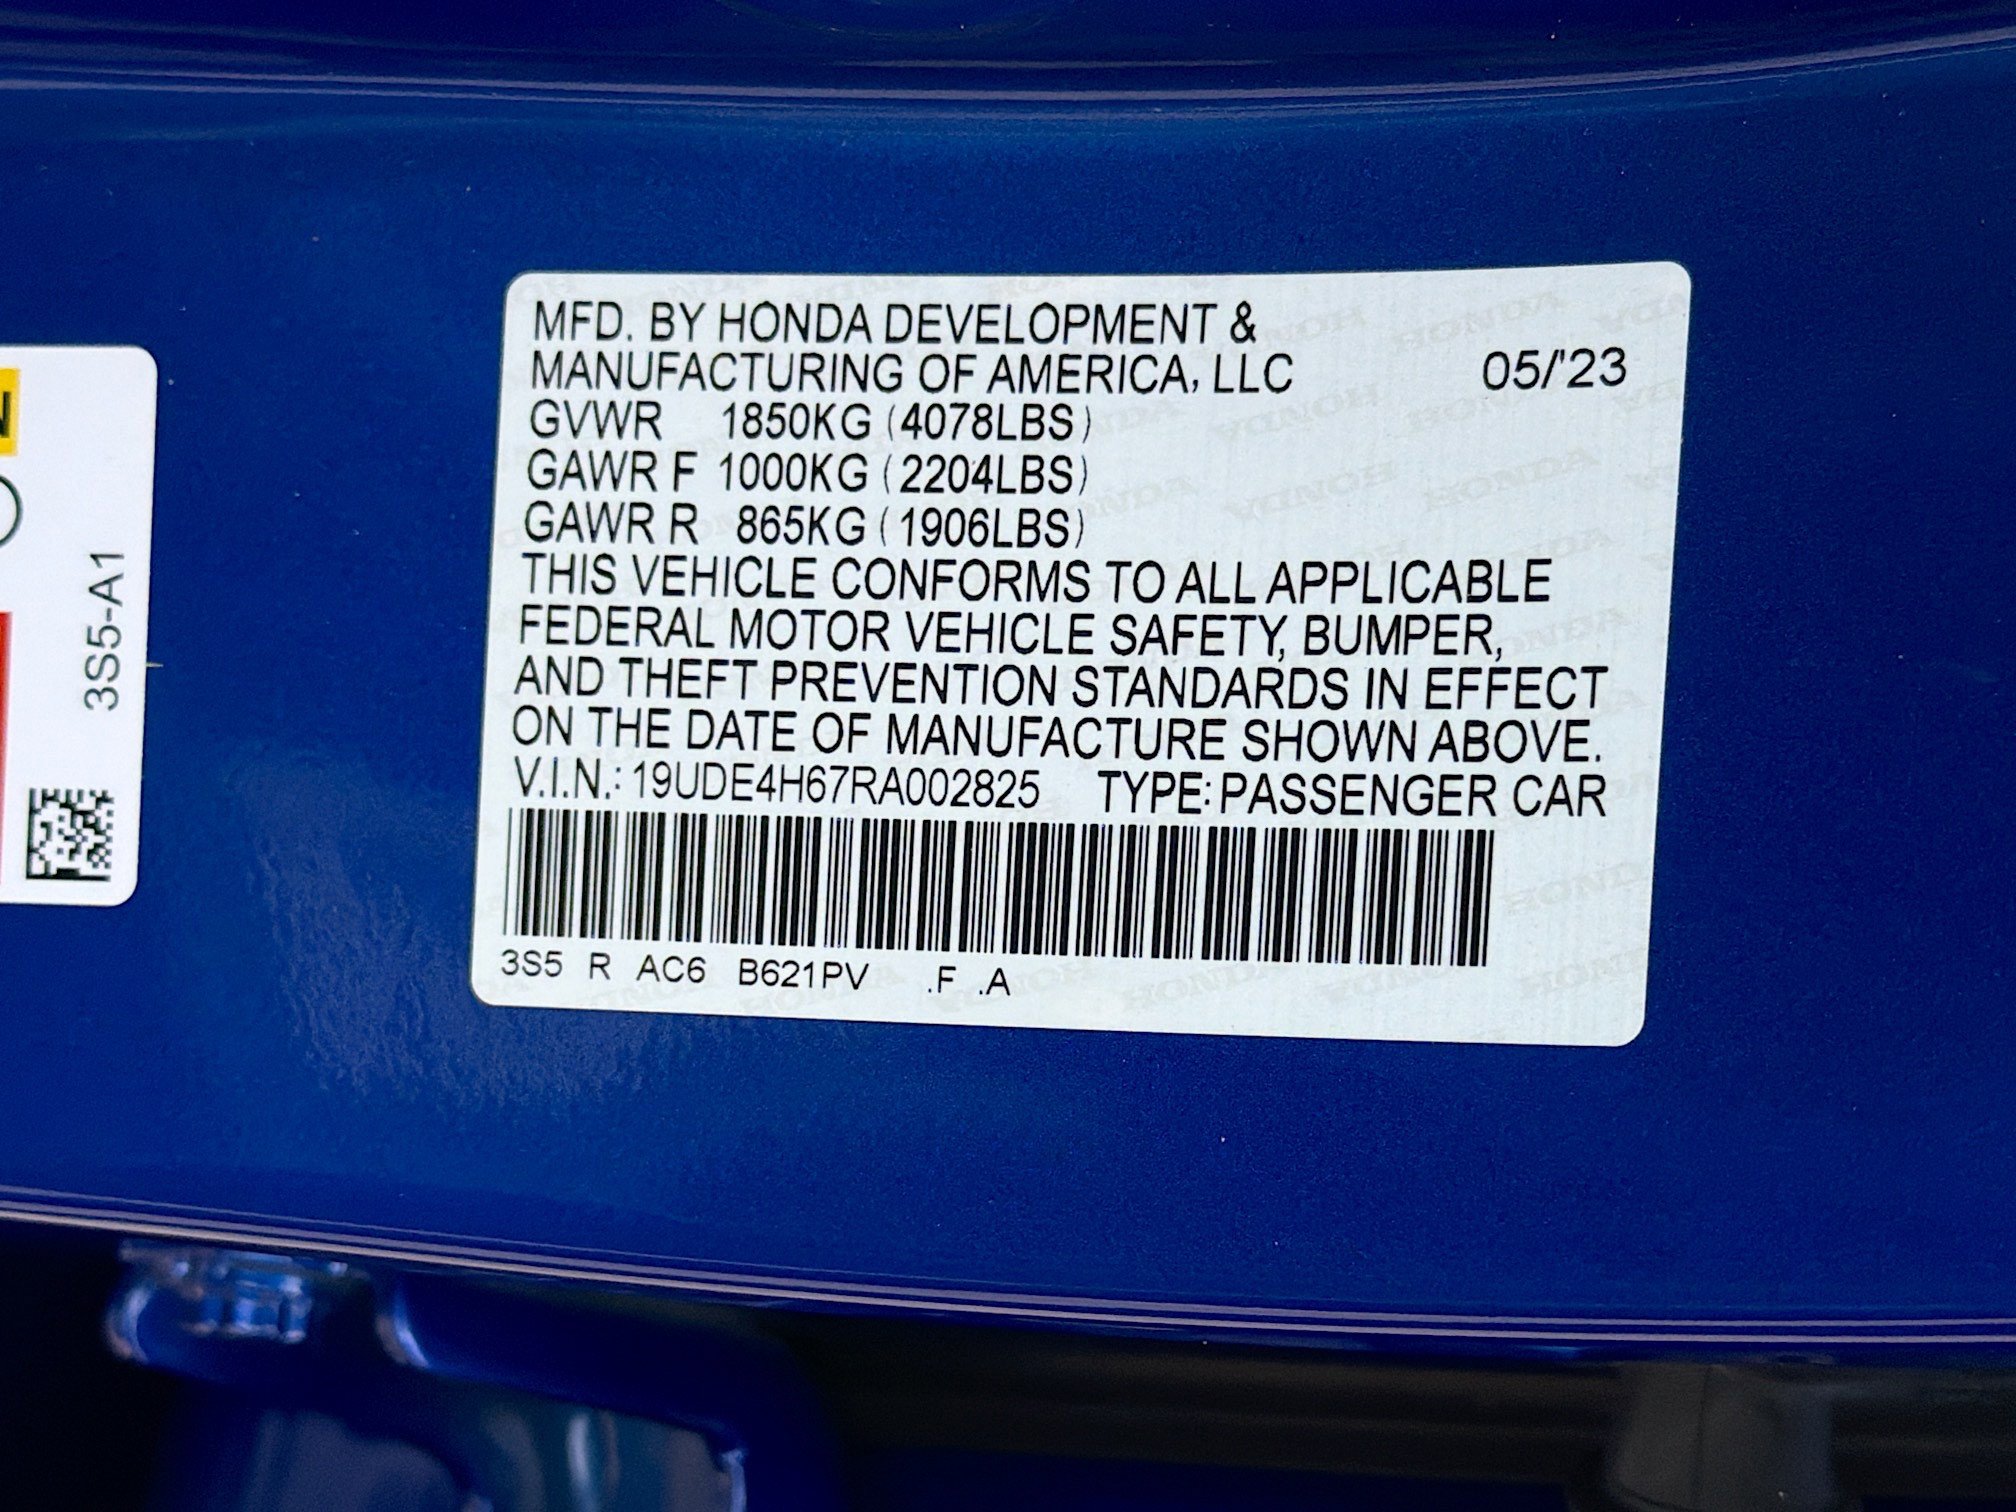 MFD. BY HONDA DEVELOPMENT &
MANUFACTURING OF AMERICA, LLC 05/'23
GVWR 1850KG (4078LBS)
GAWR F 1000KG (2204LBS)
GAWR R 865KG (1906LBS)
THIS VEHICLE CONFORMS TO ALL APPLICABLE
FEDERAL MOTOR VEHICLE SAFETY, BUMPER,
AND THEFT PREVENTION STANDARDS IN EFFECT
ON THE DATE OF MANUFACTURE SHOWN ABOVE.
V.I.N.: 19UDE4H67RA002825 TYPE: PASSENGER CAR
3S5 R AC6 B621PV .F .A
3S5-A1